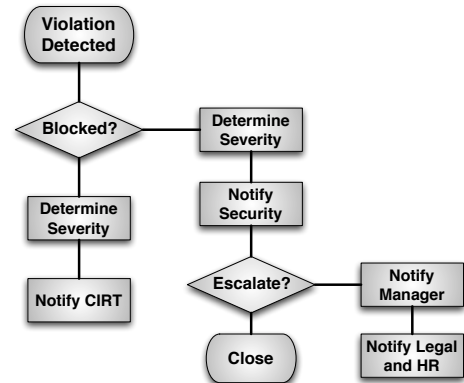 Violation
Detected
Blocked?
Determine
Severity
Notify CIRT
Determine
Severity
Notify
Security
Escalate?
Close
Notify
Manager
Notify Legal
and HR